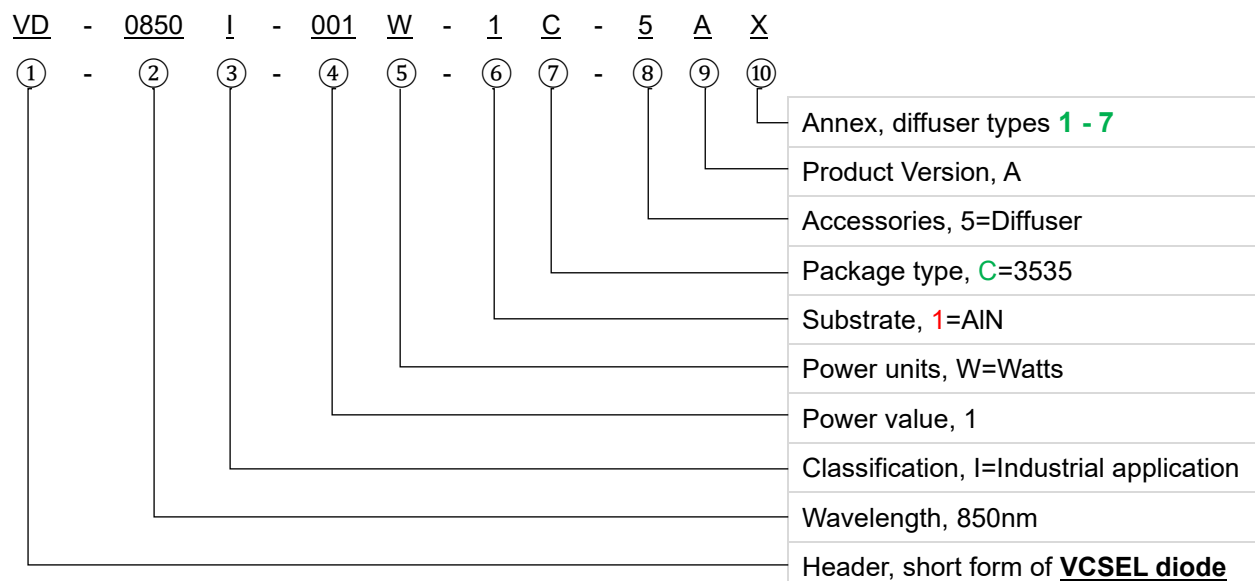 VD - 0850 I - 001 W - 1 C - 5 A X
① - ② ③ - ④ ⑤ - ⑥ ⑦ - ⑧ ⑨ ⑩
Annex, diffuser types 1 - 7
Product Version, A
Accessories, 5=Diffuser
Package type, C=3535
Substrate, 1=AlN
Power units, W=Watts
Power value, 1
Classification, I=Industrial application
Wavelength, 850nm
Header, short form of VCSEL diode